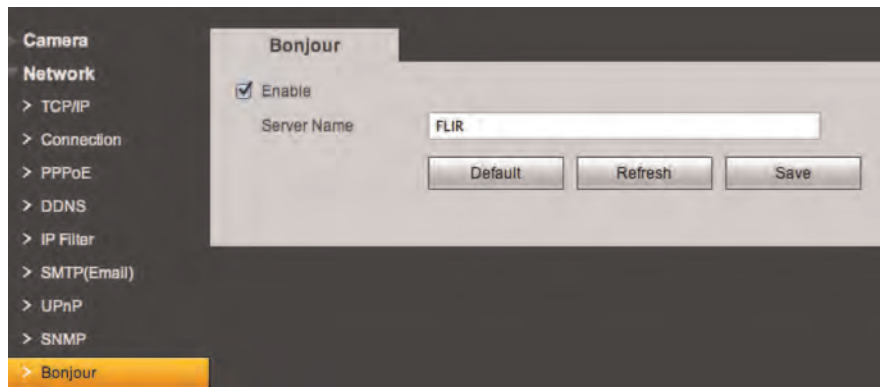 Camera
Network
> TCP/IP
> Connection
> PPPoE
> DDNS
> IP Filter
> SMTP(Email)
> UPnP
> SNMP
> Bonjour
Bonjour
Enable
Server Name FLIR
Default Refresh Save